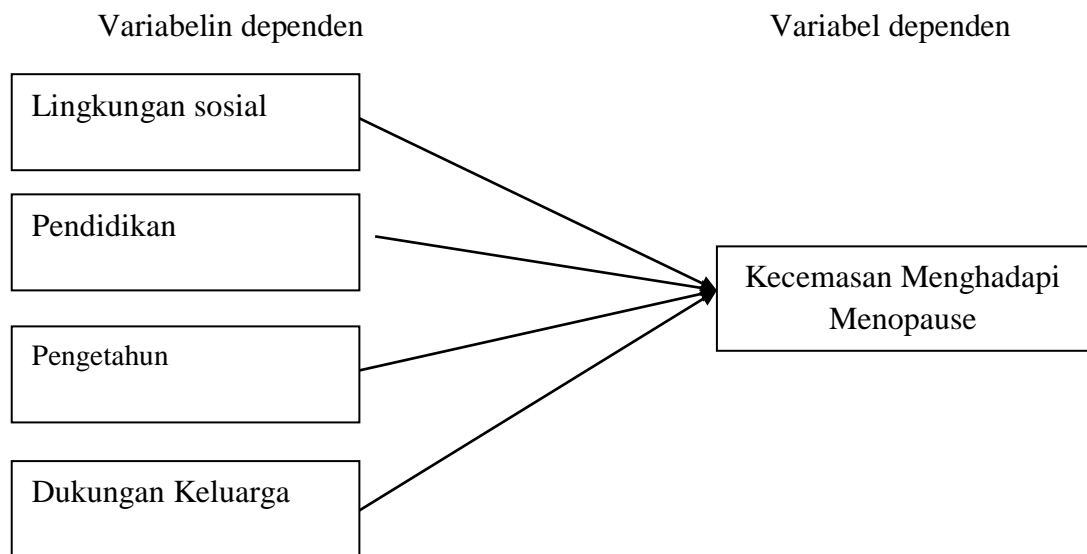 Variabelin dependen
Variabel dependen
Lingkungan sosial
Pendidikan
Pengetahun
Dukungan Keluarga
Kecemasan Menghadapi
Menopause